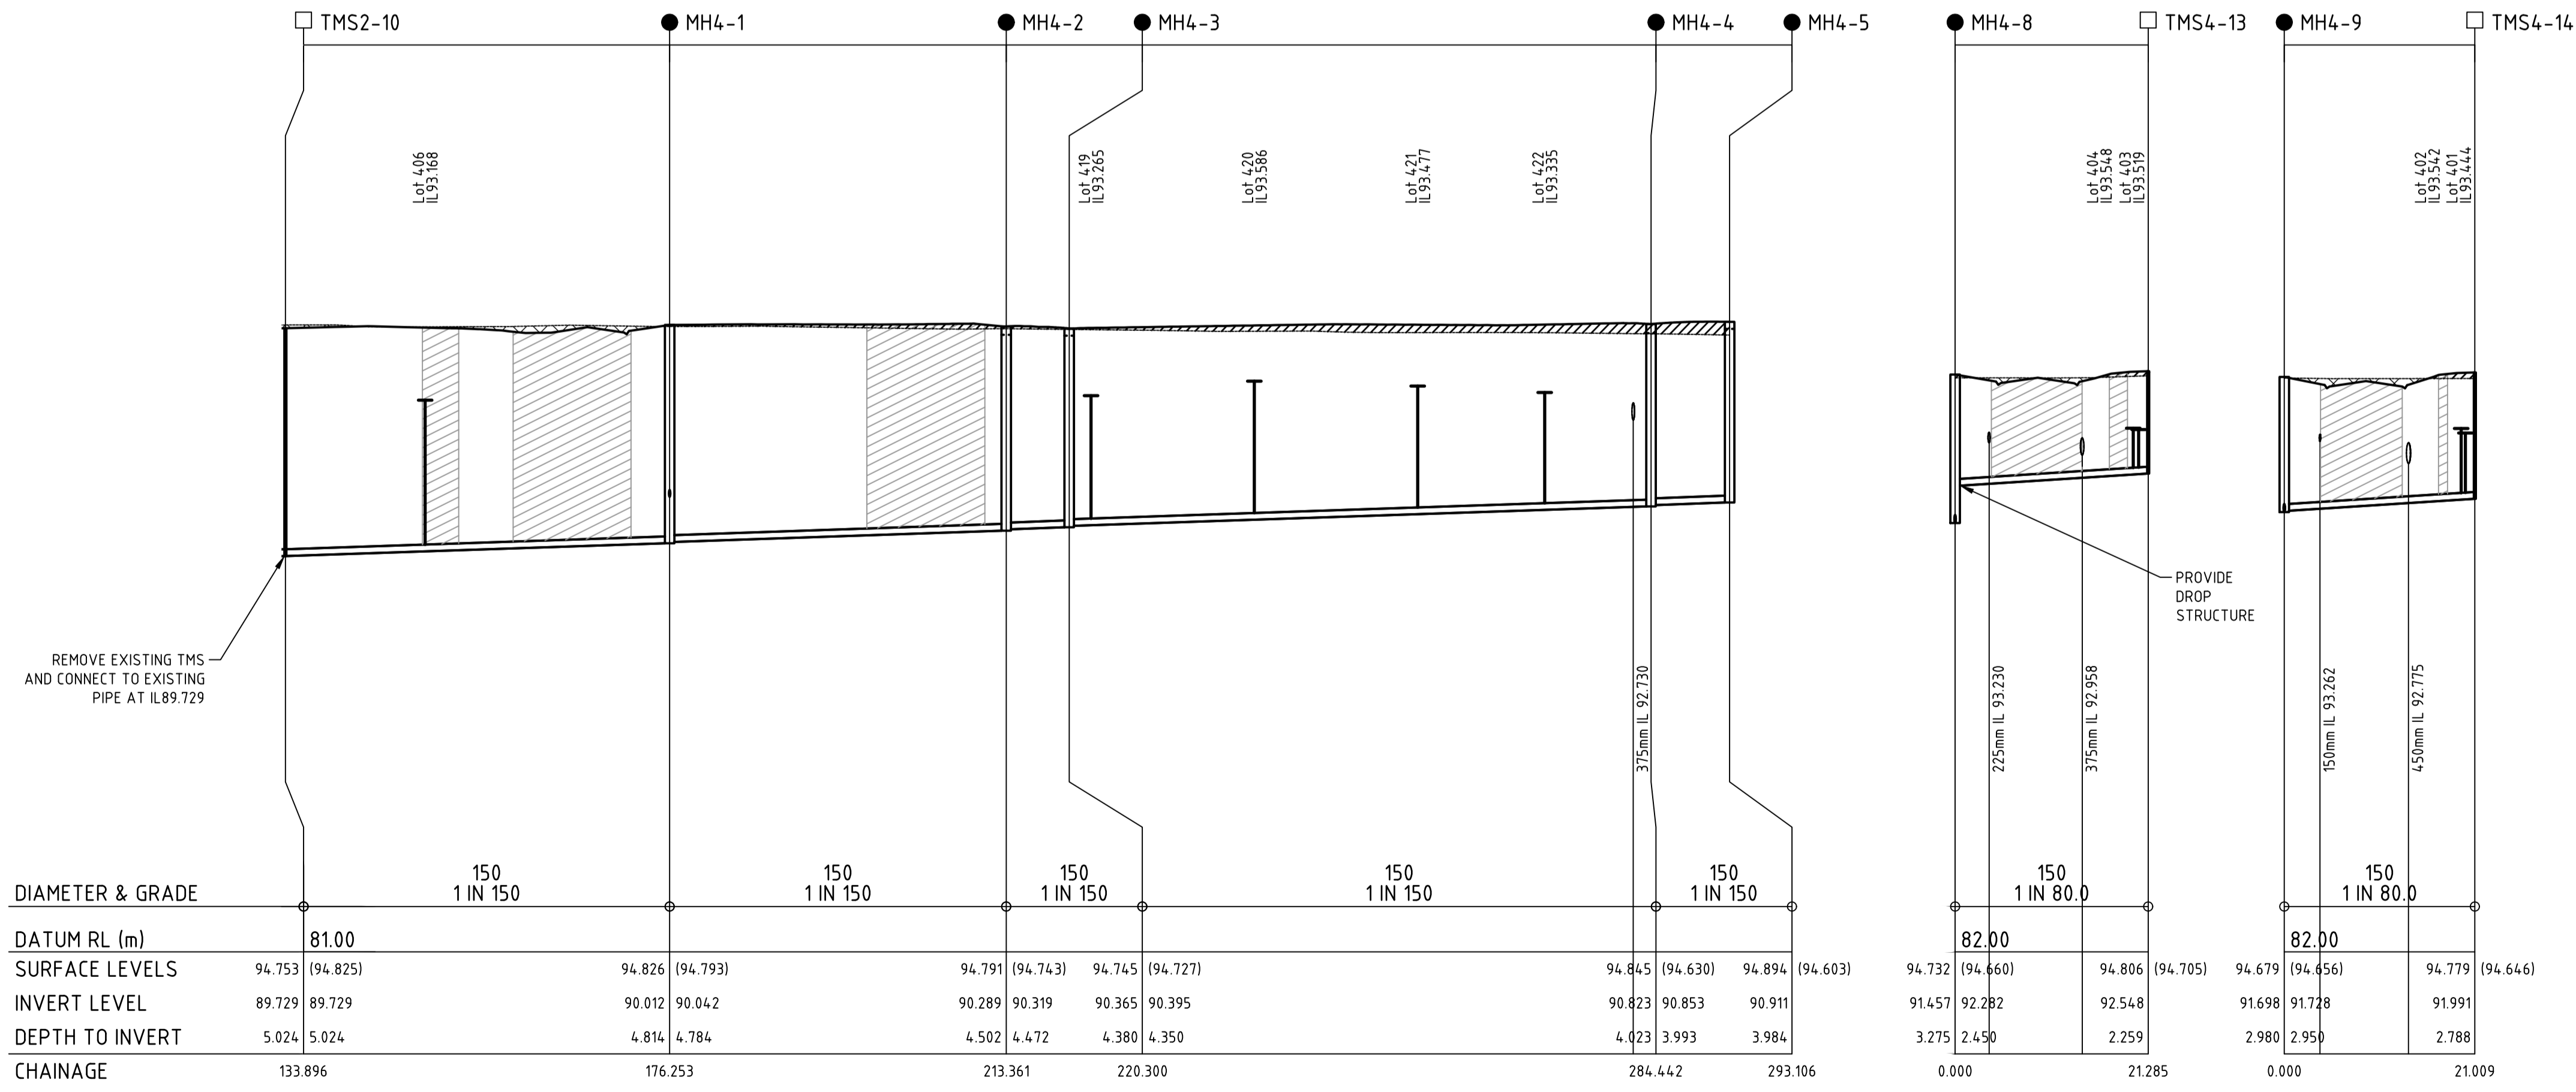 TMS2-10 MH4-1 MH4-2 MH4-3 MH4-4 MH4-5 MH4-8 TMS4-13 MH4-9 TMS4-14
Lot 406
IL93.168
Lot 419
IL93.265
Lot 420
IL93.586
Lot 421
IL93.477
Lot 422
IL93.335
Lot 404
IL93.548
Lot 403
IL93.519
Lot 402
IL93.542
Lot 401
IL93.444
PROVIDE
DROP
STRUCTURE
REMOVE EXISTING TMS
AND CONNECT TO EXISTING
PIPE AT IL89.729
375mm IL 92.730
225mm IL 93.230
375mm IL 92.958
150mm IL 93.262
450mm IL 92.775
150 150 150 150 150 150 150
DIAMETER & GRADE 1 IN 150 1 IN 150 1 IN 150 1 IN 150 1 IN 150 1 IN 80.0 1 IN 80.0
DATUM RL (m) 81.00 82.00 82.00
SURFACE LEVELS 94.753 (94.825) 94.826 (94.793) 94.791 (94.743) 94.745 (94.727) 94.845 (94.630) 94.894 (94.603) 94.732 (94.660) 94.806 (94.705) 94.679 (94.656) 94.779 (94.646)
INVERT LEVEL 89.729 89.729 90.012 90.042 90.289 90.319 90.365 90.395 90.823 90.853 90.911 91.457 92.282 92.548 91.698 91.728 91.991
DEPTH TO INVERT 5.024 5.024 4.814 4.784 4.502 4.472 4.380 4.350 4.023 3.993 3.984 3.275 2.450 2.259 2.980 2.950 2.788
CHAINAGE 133.896 176.253 213.361 220.300 284.442 293.106 0.000 21.285 0.000 21.009